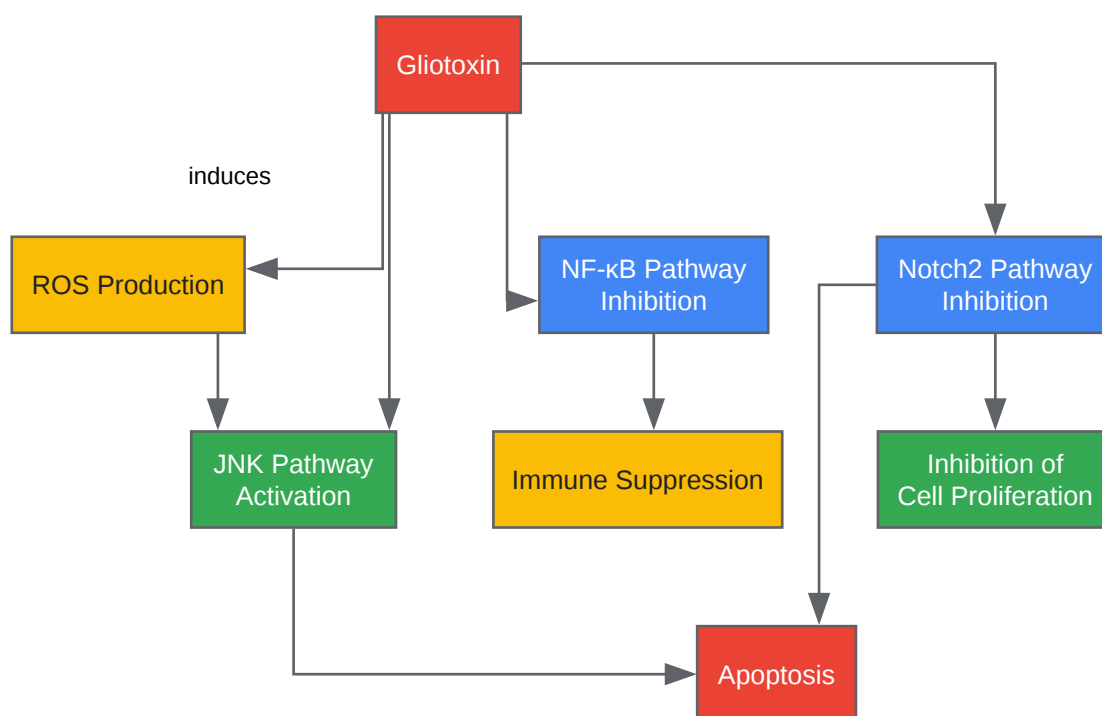 Gliotoxin
induces
ROS Production
NF-κB Pathway
Inhibition
Notch2 Pathway
Inhibition
JNK Pathway
Activation
Immune Suppression
Inhibition of
Cell Proliferation
Apoptosis